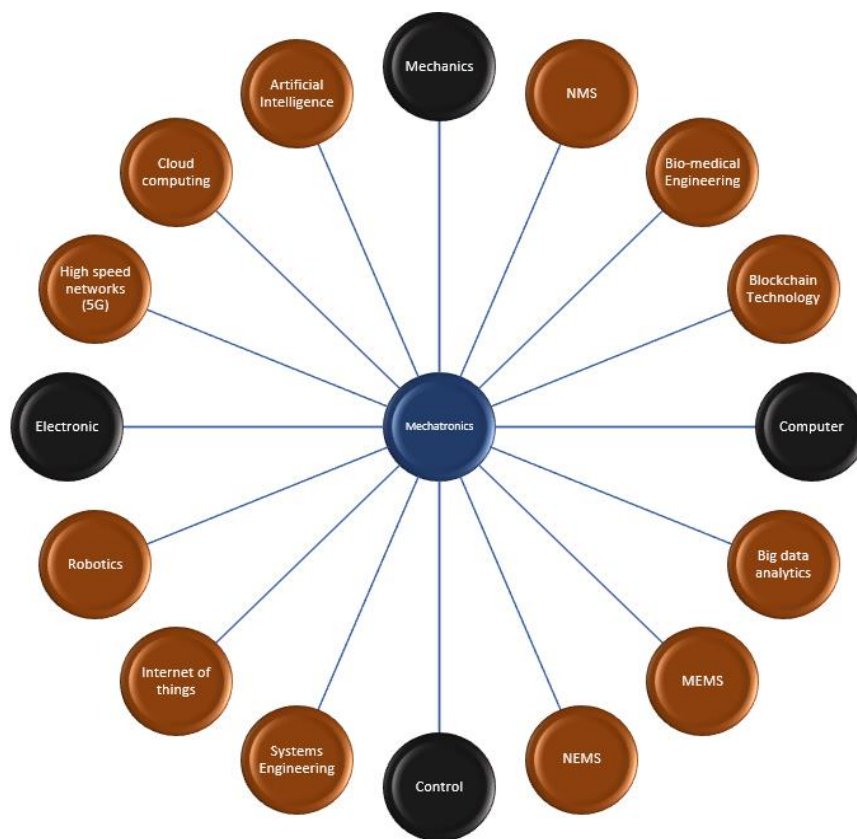 Mechanics
Artificial
Intelligence
NMS
Cloud
computing
Bio-medical
Engineering
High speed
networks
(5G)
Blockchain
Technology
Electronic
Mechatronics
Computer
Robotics
Big data
analytics
Internet of
things
MEMS
Systems
Engineering
NEMS
Control